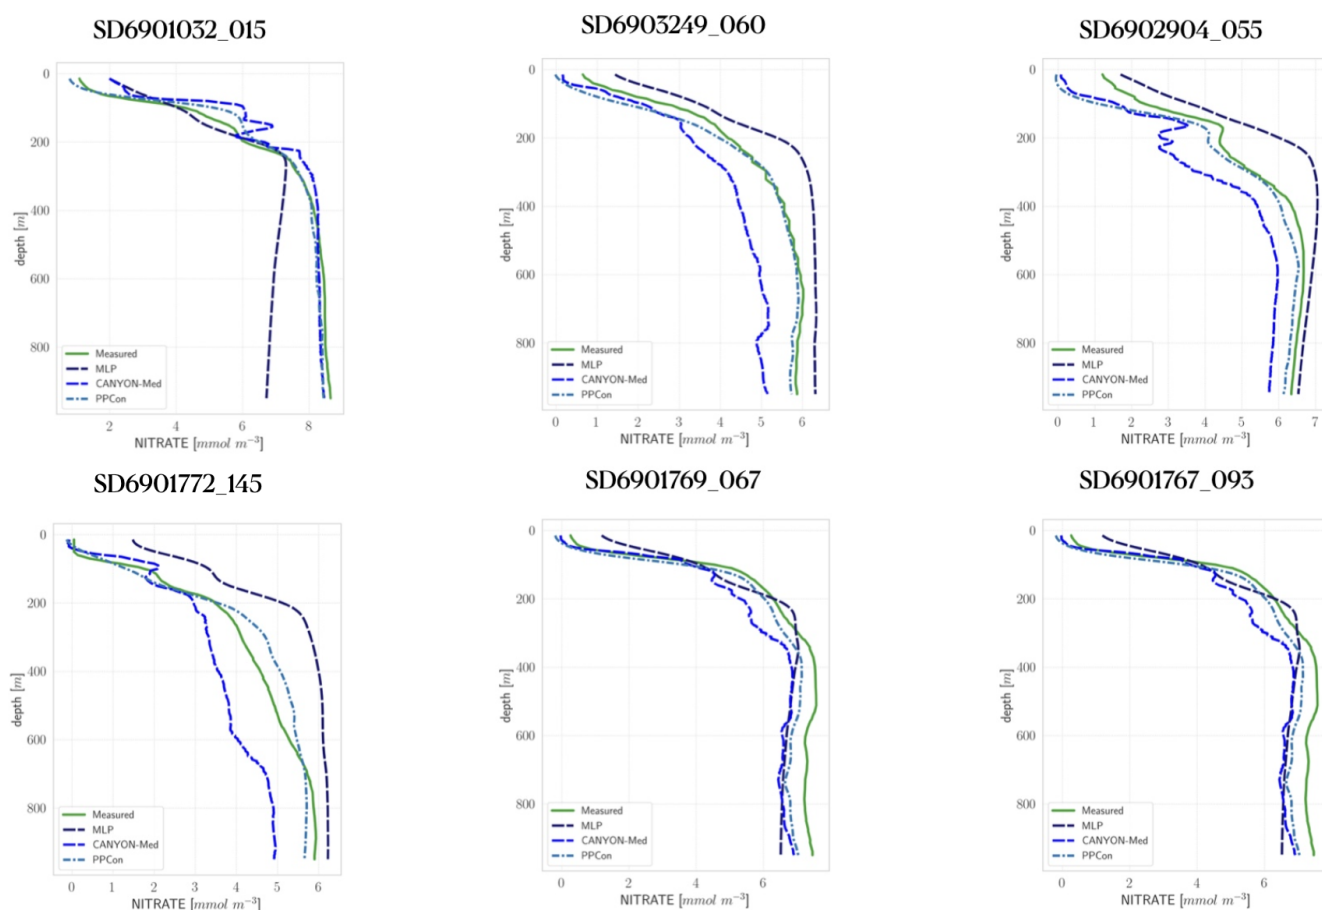 SD6901032_015
0
200
400
600
800
depth [m]
Measured
MLP
CANYON-Med
PPCon
2 4 6 8
NITRATE [mmol m⁻³]
SD6903249_060
0
200
400
600
800
depth [m]
Measured
MLP
CANYON-Med
PPCon
0 1 2 3 4 5 6
NITRATE [mmol m⁻³]
SD6902904_055
0
200
400
600
800
depth [m]
Measured
MLP
CANYON-Med
PPCon
0 1 2 3 4 5 6 7
NITRATE [mmol m⁻³]
SD6901772_145
0
200
400
600
800
depth [m]
Measured
MLP
CANYON-Med
PPCon
0 1 2 3 4 5 6
NITRATE [mmol m⁻³]
SD6901769_067
0
200
400
600
800
depth [m]
Measured
MLP
CANYON-Med
PPCon
0 2 4 6
NITRATE [mmol m⁻³]
SD6901767_093
0
200
400
600
800
depth [m]
Measured
MLP
CANYON-Med
PPCon
0 2 4 6
NITRATE [mmol m⁻³]